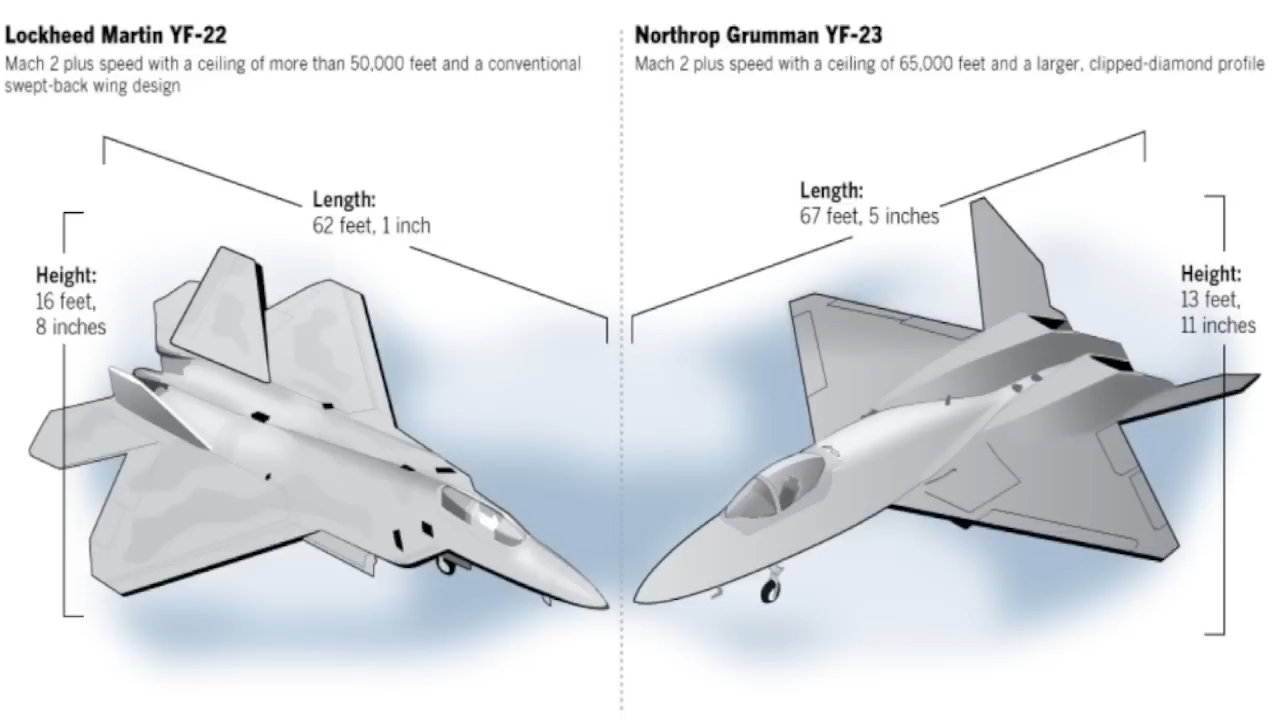 Lockheed Martin YF-22
Mach 2 plus speed with a ceiling of more than 50,000 feet and a conventional
swept-back wing design
Length:
62 feet, 1 inch
Height:
16 feet,
8 inches
Northrop Grumman YF-23
Mach 2 plus speed with a ceiling of 65,000 feet and a larger, clipped-diamond profile
Length:
67 feet, 5 inches
Height:
13 feet,
11 inches